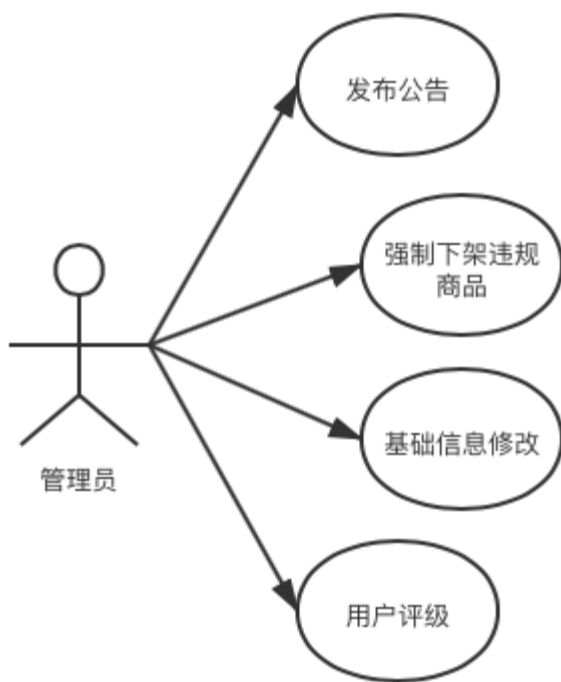 发布公告
强制下架违规
商品
基础信息修改
管理员
用户评级